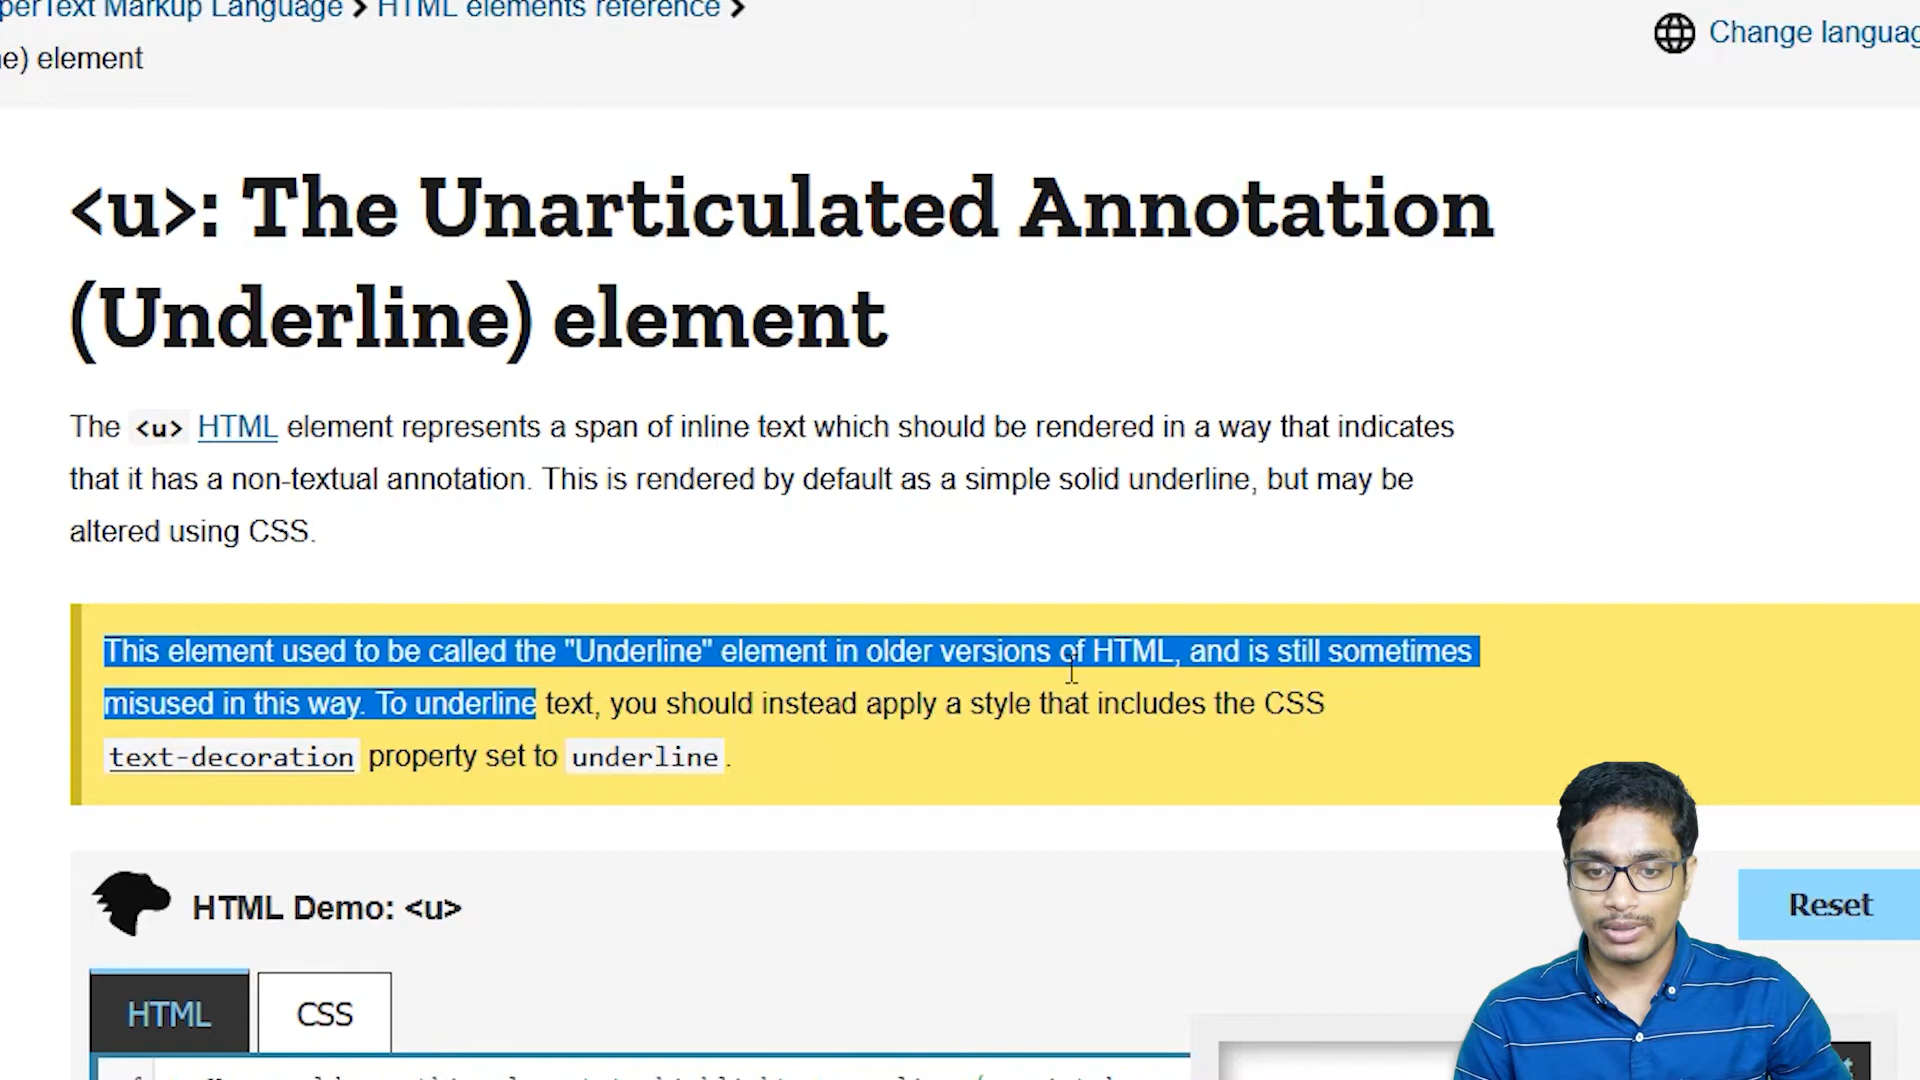 perText Markup Language > HTML elements reference >
ne) element
Change languag
<u>: The Unarticulated Annotation
(Underline) element
The <u> HTML element represents a span of inline text which should be rendered in a way that indicates
that it has a non-textual annotation. This is rendered by default as a simple solid underline, but may be
altered using CSS.
This element used to be called the "Underline" element in older versions of HTML, and is still sometimes
misused in this way. To underline text, you should instead apply a style that includes the CSS
text-decoration property set to underline.
HTML Demo: <u>
Reset
HTML CSS